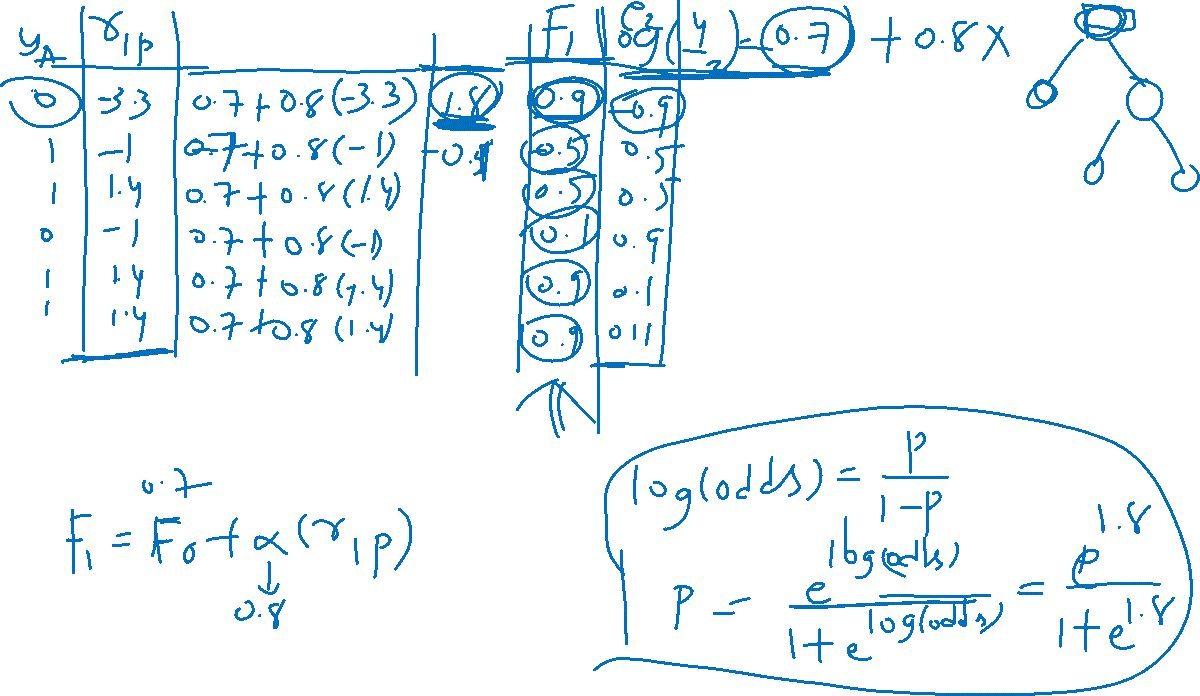 yA r1p F1 log(4/2) = 0.7 + 0.8 X
0 -3.3 0.7 + 0.8 (-3.3) 1.8 0.9 -0.9
1 -1 0.7 + 0.8 (-1) -0.1 0.5 0.5
1 1.4 0.7 + 0.8 (1.4) 0.5 0.5
0 -1 0.7 + 0.8 (-1) 0.1 0.9
1 1.4 0.7 + 0.8 (1.4) 0.9 0.1
1 1.4 0.7 + 0.8 (1.4) 0.9 0.11
0.7
F1 = F0 + α (r1p)
0.8
log(odds) = p/1-p
P = e^log(odds) / 1+e^log(odds) = e^1.8 / 1+e^1.8